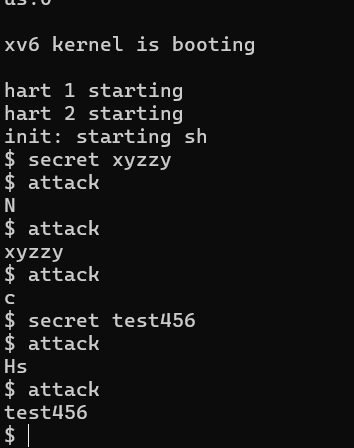 xv6 kernel is booting
hart 1 starting
hart 2 starting
init: starting sh
$ secret xyzzy
$ attack
N
$ attack
xyzzy
$ attack
c
$ secret test456
$ attack
Hs
$ attack
test456
$